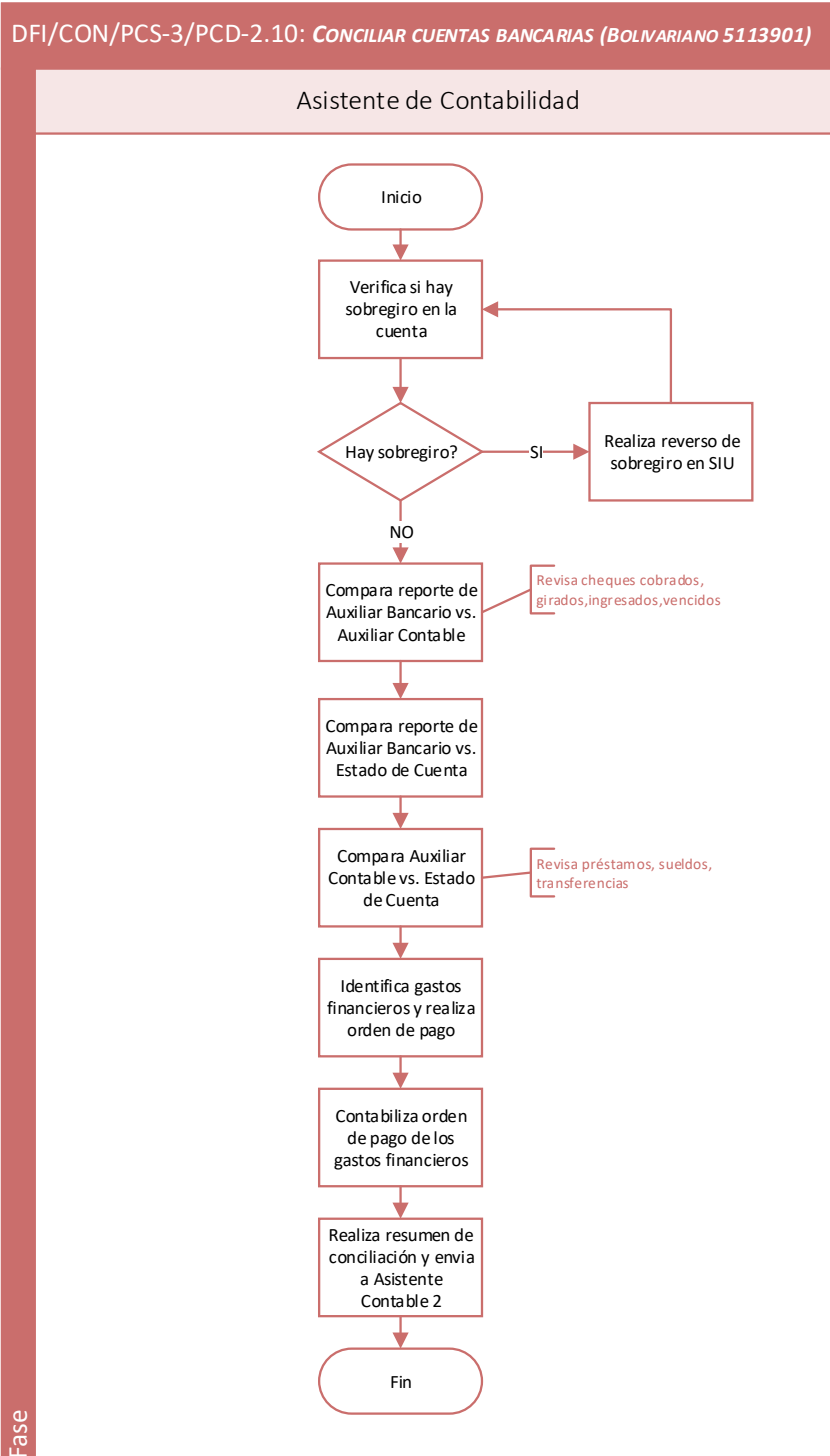 DFI/CON/PCS-3/PCD-2.10: CONCILIAR CUENTAS BANCARIAS (BOLIVARIANO 5113901)
Asistente de Contabilidad
Inicio
Verifica si hay
sobregiro en la
cuenta
Hay sobregiro?
SI
Realiza reverso de
sobregiro en SIU
NO
Compara reporte de
Auxiliar Bancario vs.
Auxiliar Contable
Revisa cheques cobrados,
girados,ingresados,vencidos
Compara reporte de
Auxiliar Bancario vs.
Estado de Cuenta
Compara Auxiliar
Contable vs. Estado
de Cuenta
Revisa préstamos, sueldos,
transferencias
Identifica gastos
financieros y realiza
orden de pago
Contabiliza orden
de pago de los
gastos financieros
Realiza resumen de
conciliación y envia
a Asistente
Contable 2
Fin
Fase